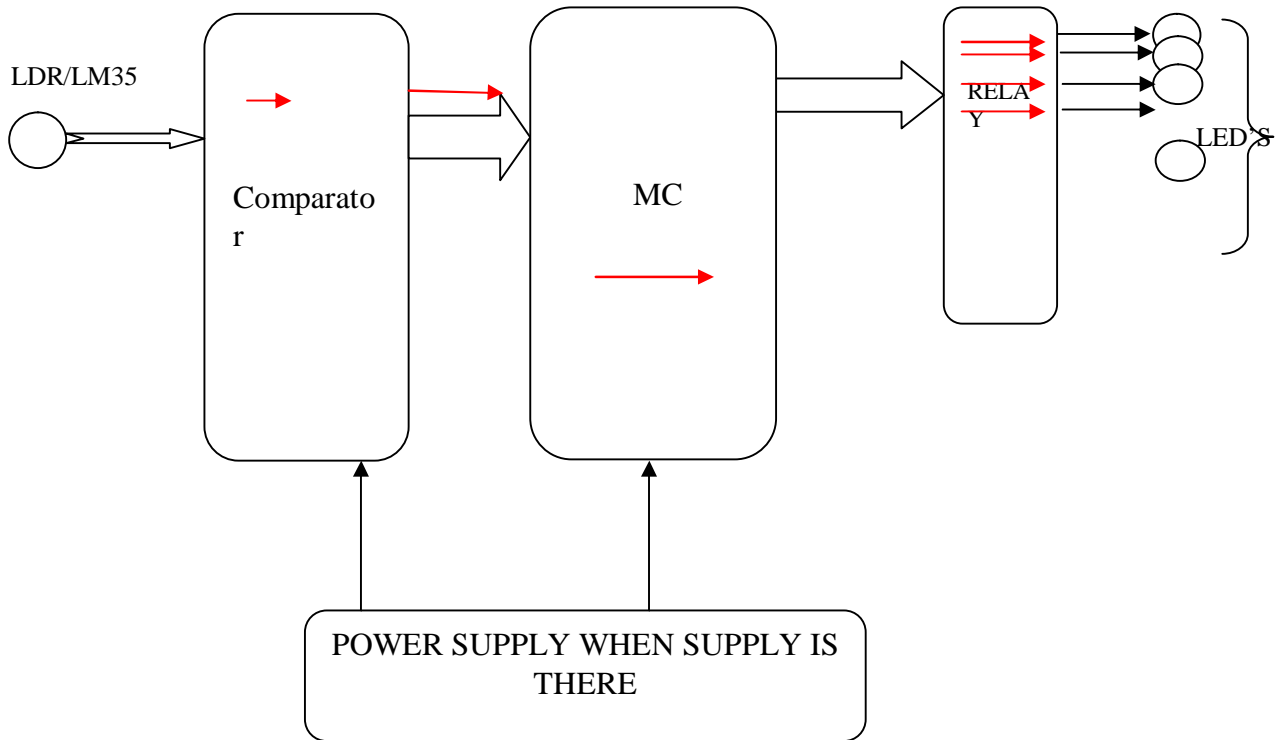 LDR/LM35
Comparato
r
MC
RELA
Y
LED'S
POWER SUPPLY WHEN SUPPLY IS
THERE